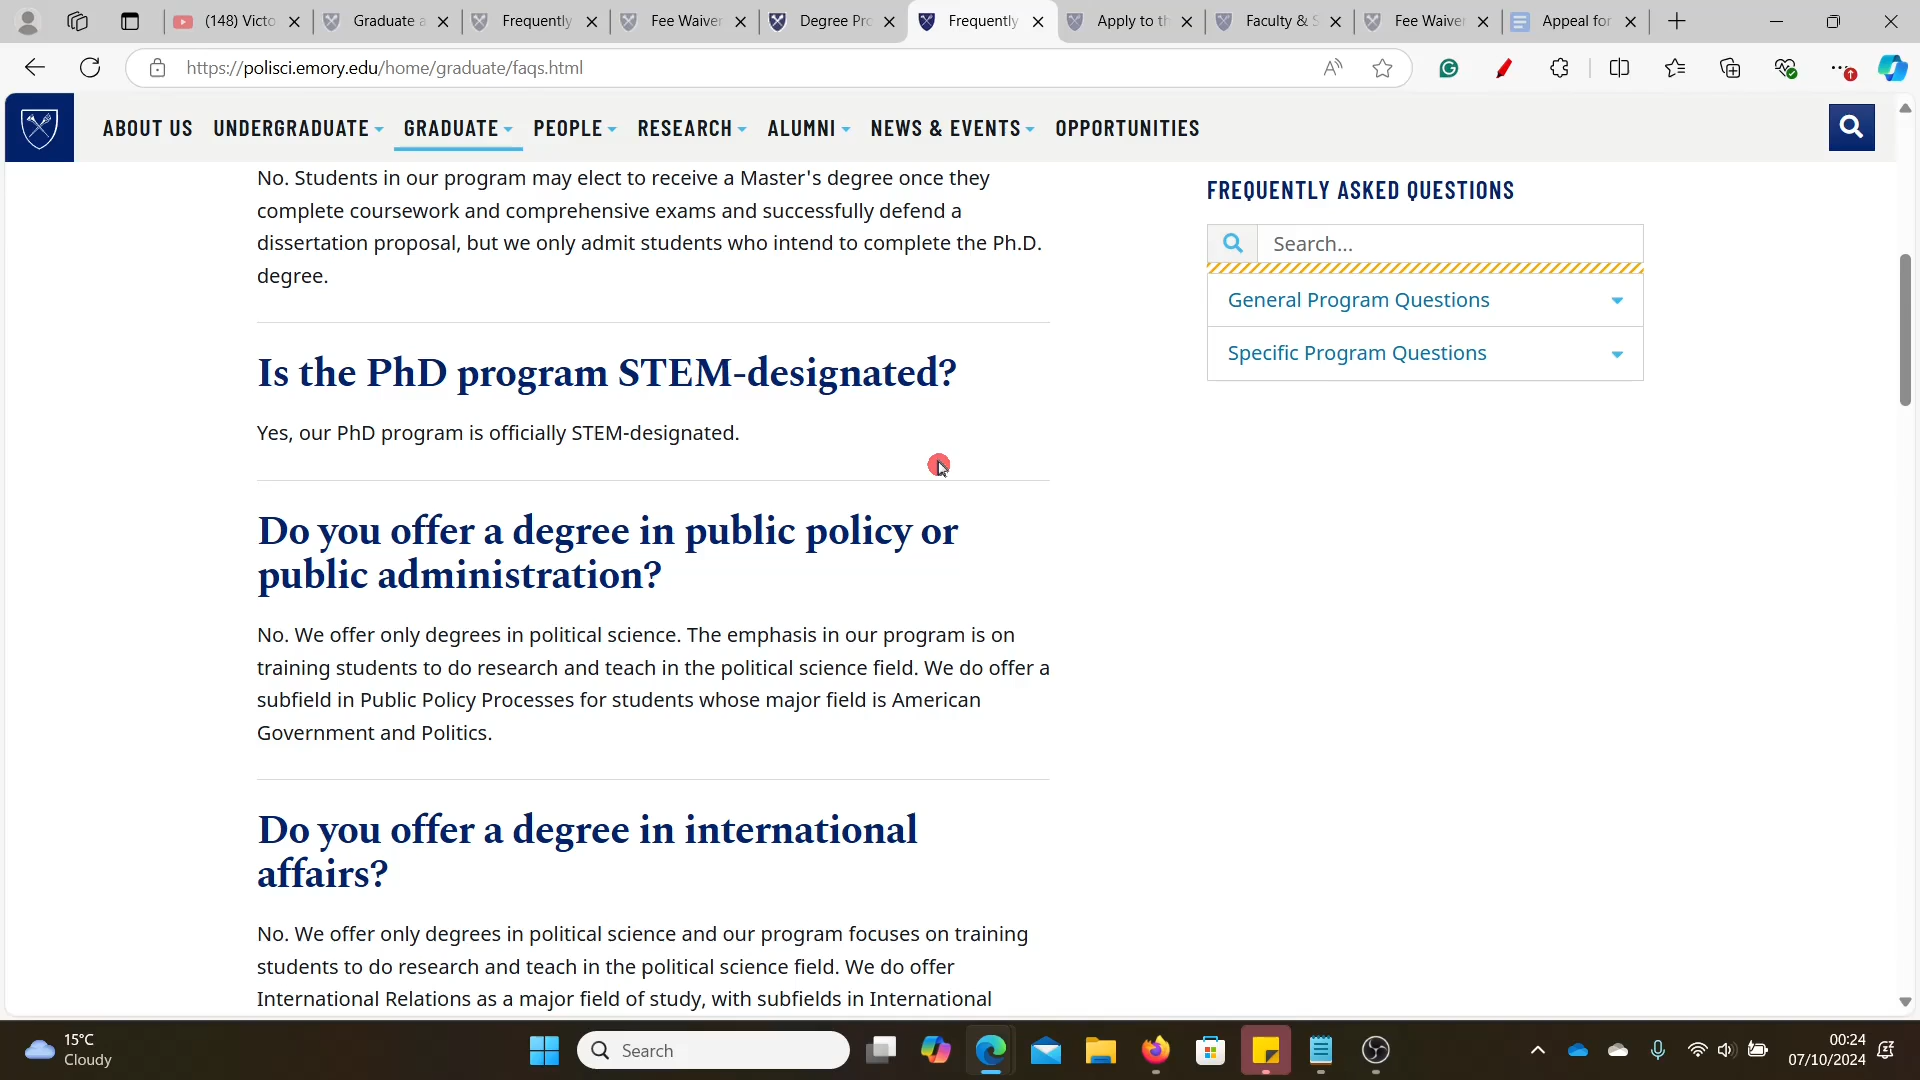 (148) Victo
Graduate a
Frequently
Fee Waiver
Degree Pro
Frequently
Apply to th
Faculty & S
Fee Waiver
Appeal for
https://polisci.emory.edu/home/graduate/faqs.html
ABOUT US UNDERGRADUATE GRADUATE PEOPLE RESEARCH ALUMNI NEWS & EVENTS OPPORTUNITIES
No. Students in our program may elect to receive a Master's degree once they
complete coursework and comprehensive exams and successfully defend a
dissertation proposal, but we only admit students who intend to complete the Ph.D.
degree.
Is the PhD program STEM-designated?
Yes, our PhD program is officially STEM-designated.
Do you offer a degree in public policy or
public administration?
No. We offer only degrees in political science. The emphasis in our program is on
training students to do research and teach in the political science field. We do offer a
subfield in Public Policy Processes for students whose major field is American
Government and Politics.
Do you offer a degree in international
affairs?
No. We offer only degrees in political science and our program focuses on training
students to do research and teach in the political science field. We do offer
International Relations as a major field of study, with subfields in International
FREQUENTLY ASKED QUESTIONS
Search...
General Program Questions
Specific Program Questions
15°C
Cloudy
Search
00:24
07/10/2024